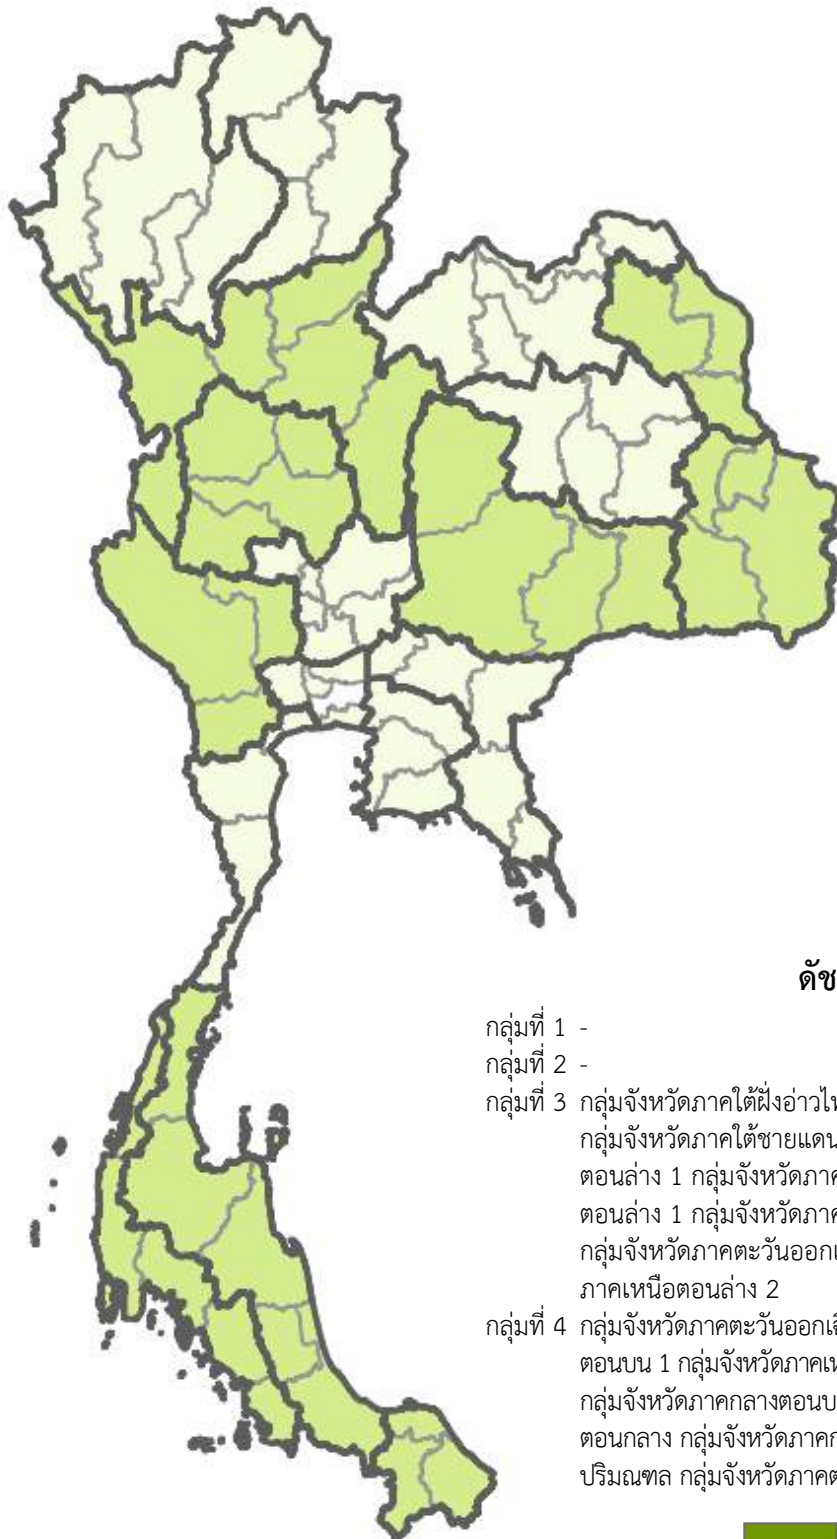 ดัช
กลุ่มที่ 1 -
กลุ่มที่ 2 -
กลุ่มที่ 3 กลุ่มจังหวัดภาคใต้ฝั่งอ่าวไท
กลุ่มจังหวัดภาคใต้ชายแดน
ตอนล่าง 1 กลุ่มจังหวัดภาค
ตอนล่าง 1 กลุ่มจังหวัดภาค
กลุ่มจังหวัดภาคตะวันออกเ
ภาคเหนือตอนล่าง 2
กลุ่มที่ 4 กลุ่มจังหวัดภาคตะวันออกเฉี
ตอนบน 1 กลุ่มจังหวัดภาคเห
กลุ่มจังหวัดภาคกลางตอนบ
ตอนกลาง กลุ่มจังหวัดภาคก
ปริมณฑล กลุ่มจังหวัดภาคต